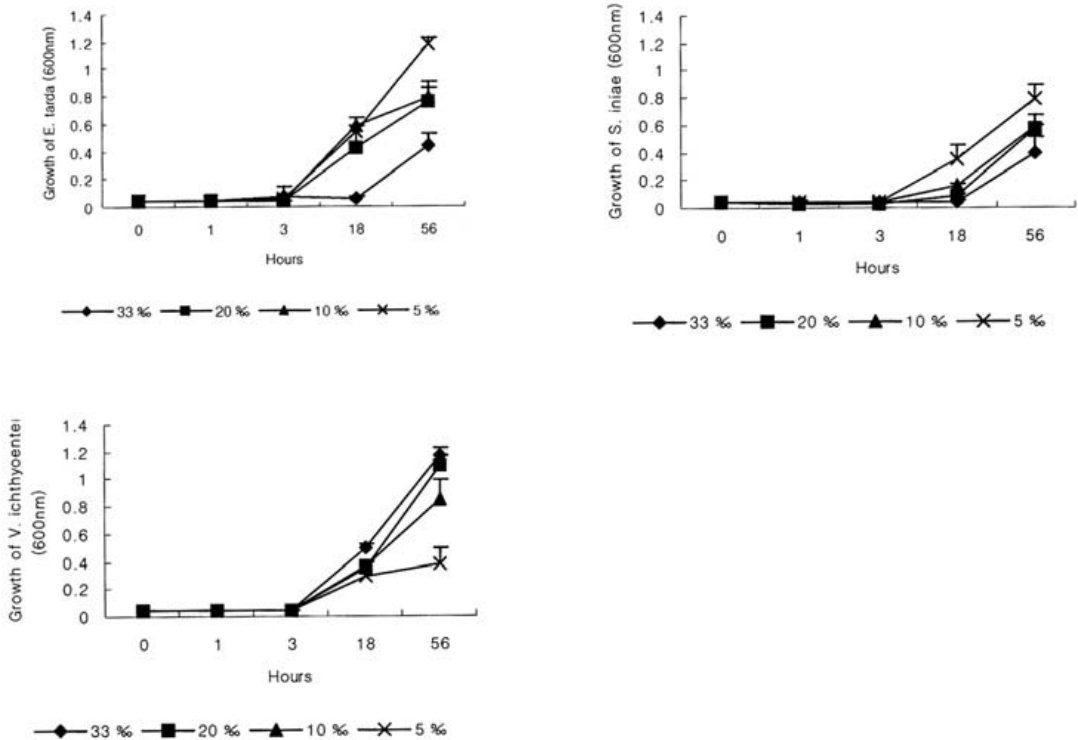 Growth of E. tarda (600nm)
1.4
1.2
1
0.8
0.6
0.4
0.2
0
0 1 3 18 56
Hours
33 ‰ 20 ‰ 10 ‰ 5 ‰
Growth of S. iniae (600nm)
1.4
1.2
1
0.8
0.6
0.4
0.2
0
0 1 3 18 56
Hours
33 ‰ 20 ‰ 10 ‰ 5 ‰
Growth of V. ichthyoente
(600nm)
1.4
1.2
1
0.8
0.6
0.4
0.2
0
0 1 3 18 56
Hours
33 ‰ 20 ‰ 10 ‰ 5 ‰